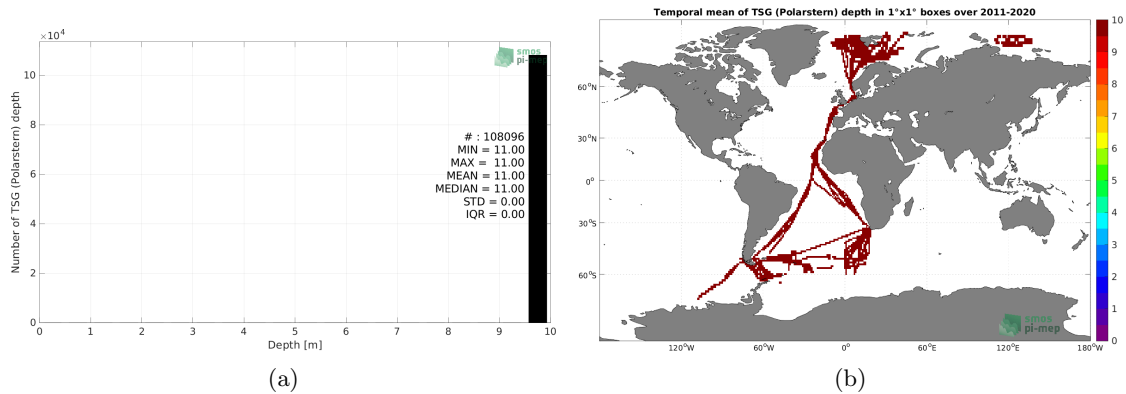 ×10⁴
smos
pi-mep
10
8
6
4
2
0
Number of TSG (Polarstern) depth
# : 108096
MIN = 11.00
MAX = 11.00
MEAN = 11.00
MEDIAN = 11.00
STD = 0.00
IQR = 0.00
0 1 2 3 4 5 6 7 8 9 10
Depth [m]
(a)
Temporal mean of TSG (Polarstern) depth in 1°x1° boxes over 2011-2020
60°N
30°N
0°
30°S
60°S
120°W 60°W 0° 60°E 120°E 180°W
smos
pi-mep
10
9
8
7
6
5
4
3
2
1
0
(b)